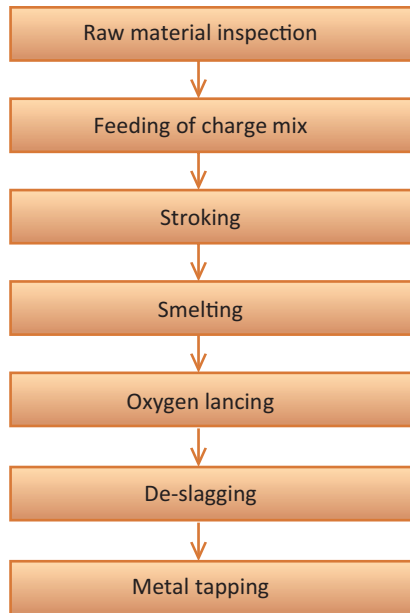 Raw material inspection
Feeding of charge mix
Stroking
Smelting
Oxygen lancing
De-slagging
Metal tapping